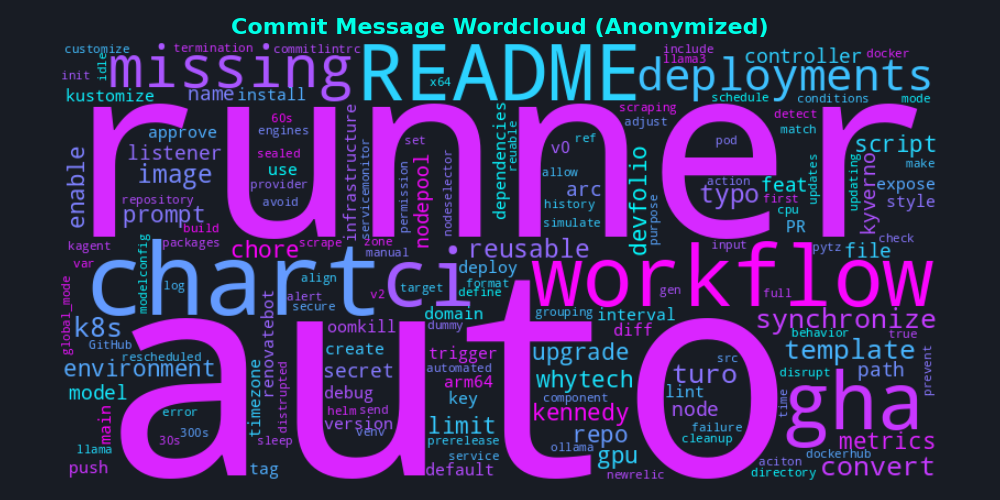 Commit Message Wordcloud (Anonymized)
customize
termination
commitlintrc
include
controller
docker
idle
missing
README
llama3
deployments
init
x64
kustomize
name
install
schedule
conditions
mode
runner
60s
scraping
detect
approve
engines
infrastructure
set
dependencies
reuable
v0
ref
adjust
match
script
listener
sealed
servicemonitor
permission
nodepool
nodeselector
pod
updates
updating
kyverno
make
enable
image
use
provider
allow
arc
devfolio
purpose
action
typo
feat
first
expose
repository
avoid
history
cpu
style
prompt
build
simulate
PR
kagent
modelconfig
packages
chore
scrape
zone
manual
reusable
input
pytz
file
check
var
chart
ci
deploy
workflow
global_mode
log
align
target
format
define
gen
full
alert
v2
secure
renovatebot
domain
grouping
interval
synchronize
k8s
oomkill
dummy
diff
behavior
true
GitHub
auto
rescheduled
create
trigger
upgrade
src
template
environment
timezone
distrupted
secret
automated
whytech
turo
disrupt
path
prevent
model
debug
arm64
component
lint
time
gha
main
error
helm
send
key
kennedy
node
version
venv
limit
repo
failure
300s
30s
sleep
prerelease
cleanup
metrics
llama
service
ollama
gpu
dockerhub
push
tag
default
newrelic
aciton
directory
convert